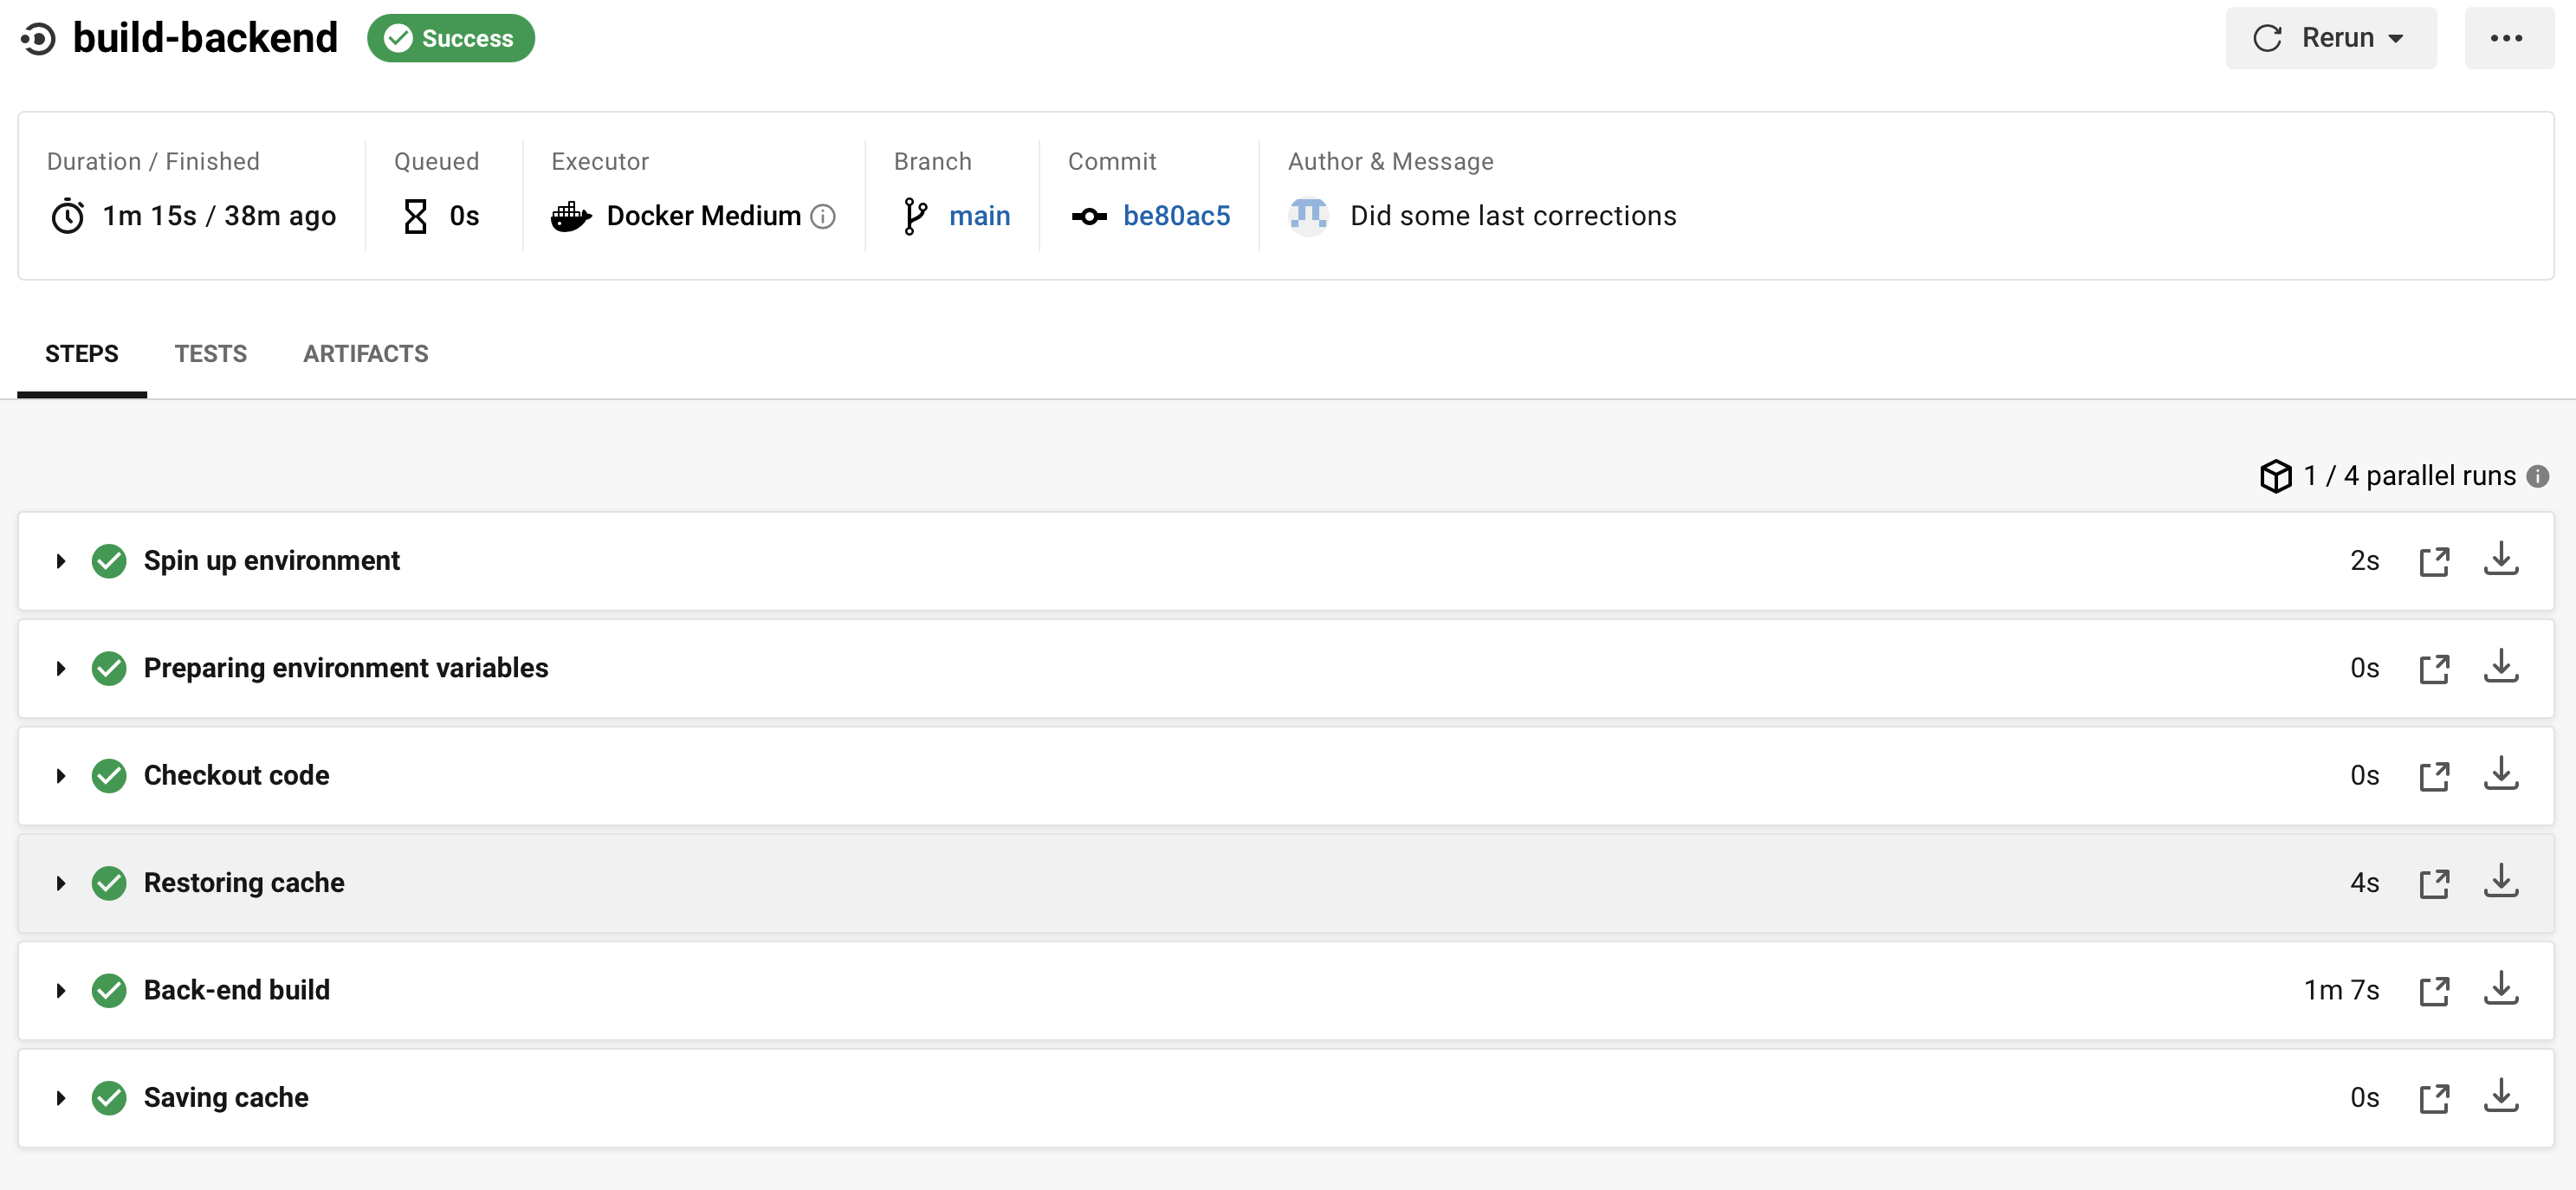 build-backend Success Rerun
Duration / Finished Queued Executor Branch Commit Author & Message
1m 15s / 38m ago 0s Docker Medium main be80ac5 Did some last corrections
STEPS TESTS ARTIFACTS
1 / 4 parallel runs
Spin up environment 2s
Preparing environment variables 0s
Checkout code 0s
Restoring cache 4s
Back-end build 1m 7s
Saving cache 0s